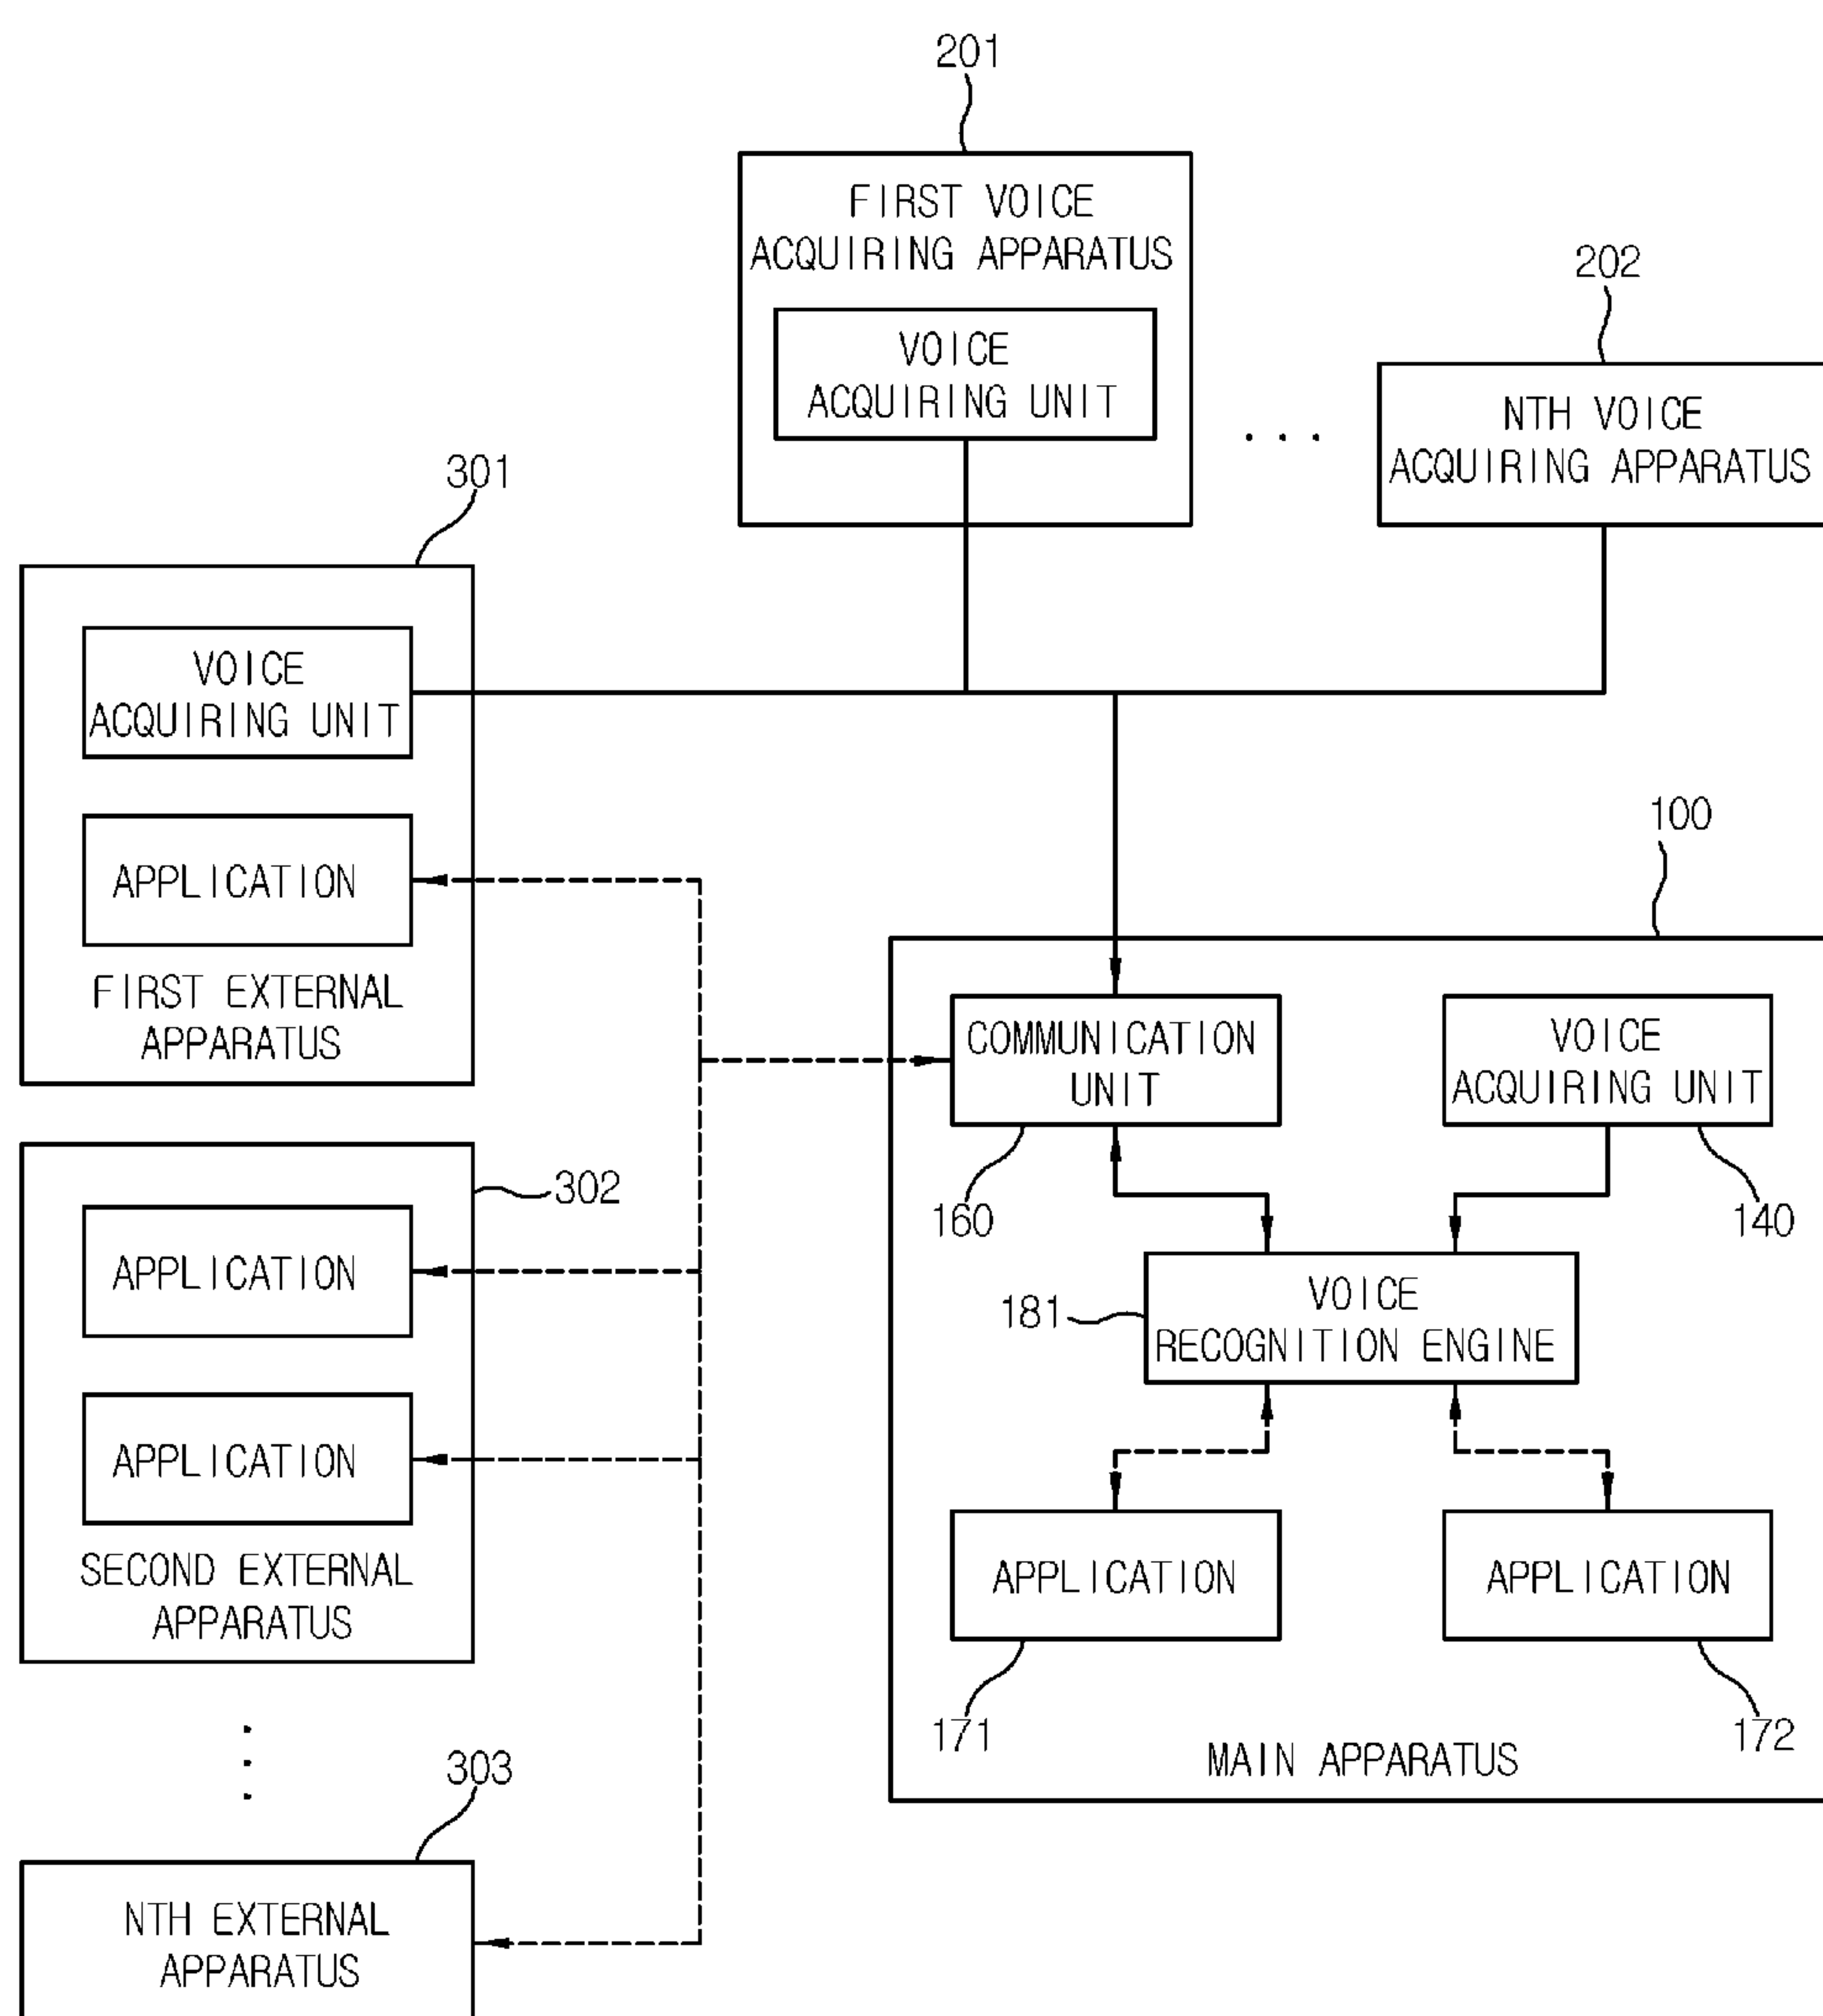 201
FIRST VOICE
ACQUIRING APPARATUS
VOICE
ACQUIRING UNIT
202
. . .
NTH VOICE
ACQUIRING APPARATUS
301
VOICE
ACQUIRING UNIT
APPLICATION
FIRST EXTERNAL
APPARATUS
100
COMMUNICATION
UNIT
VOICE
ACQUIRING UNIT
160
140
302
APPLICATION
APPLICATION
SECOND EXTERNAL
APPARATUS
181
VOICE
RECOGNITION ENGINE
APPLICATION
APPLICATION
171
172
MAIN APPARATUS
303
NTH EXTERNAL
APPARATUS